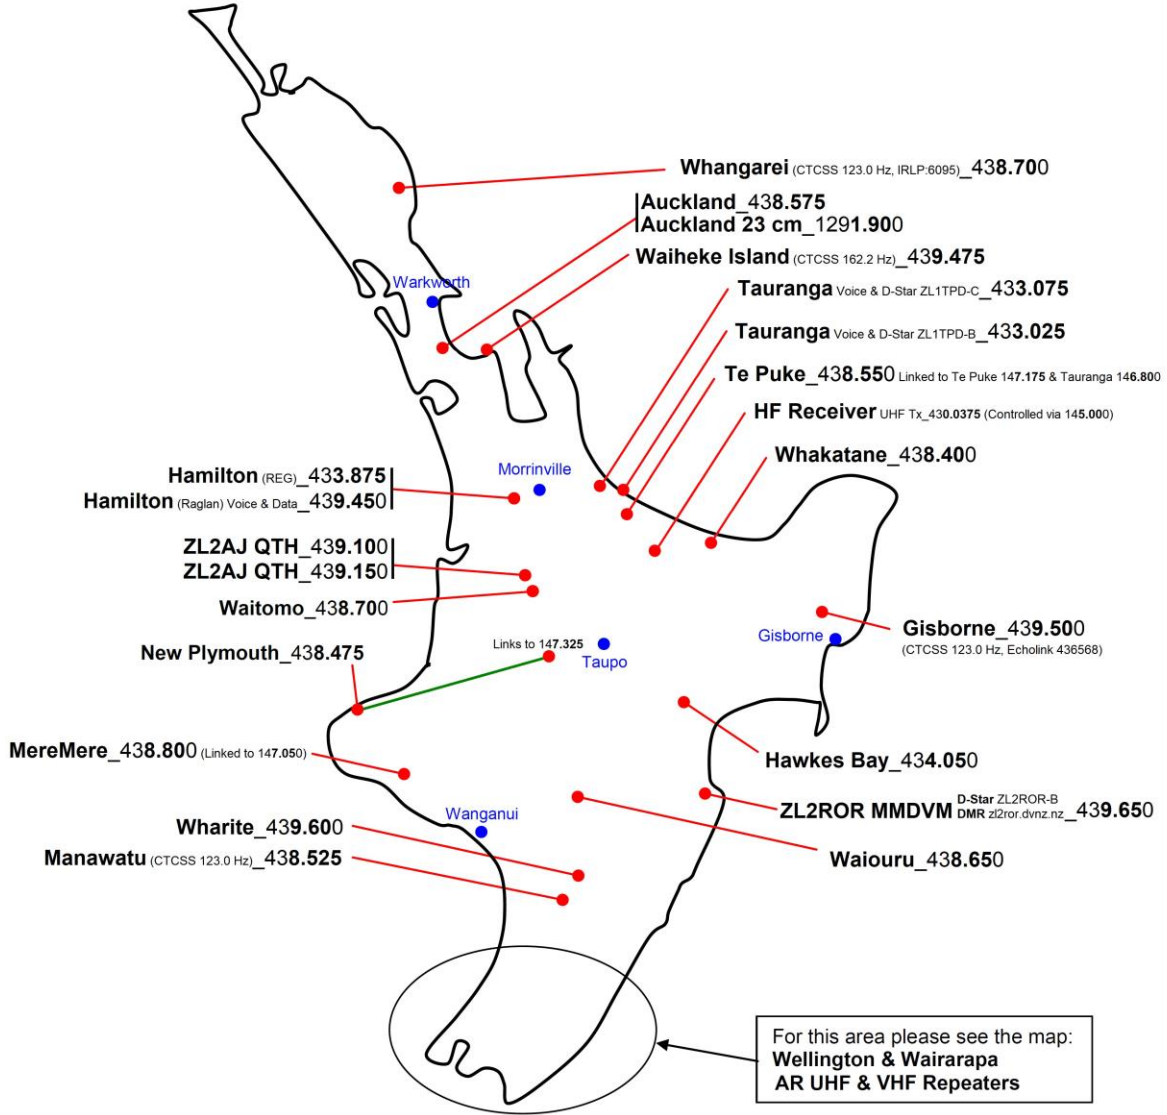 Whangarei (CTCSS 123.0 Hz, IRLP:6095)_438.700
Auckland_438.575
Auckland 23 cm_1291.900
Waiheke Island (CTCSS 162.2 Hz)_439.475
Warkworth
Tauranga Voice & D-Star ZL1TPD-C_433.075
Tauranga Voice & D-Star ZL1TPD-B_433.025
Te Puke_438.550 Linked to Te Puke 147.175 & Tauranga 146.800
HF Receiver UHF Tx_430.0375 (Controlled via 145.000)
Whakatane_438.400
Morrinville
Hamilton (REG)_433.875
Hamilton (Raglan) Voice & Data_439.450
ZL2AJ QTH_439.100
ZL2AJ QTH_439.150
Waitomo_438.700
Gisborne
Gisborne_439.500
(CTCSS 123.0 Hz, Echolink 436568)
New Plymouth_438.475
Links to 147.325
Taupo
MereMere_438.800 (Linked to 147.050)
Hawkes Bay_434.050
ZL2ROR MMDVM D-Star ZL2ROR-B
DMR zl2ror.dvnz.nz_439.650
Wanganui
Wharite_439.600
Manawatu (CTCSS 123.0 Hz)_438.525
Waiouru_438.650
For this area please see the map:
Wellington & Wairarapa
AR UHF & VHF Repeaters